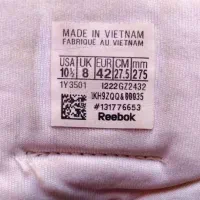 MADE IN VIETNAM
FABRIQUÉ AU VIETNAM
USA UK EUR CM mm
10½ 8 42 27.5 275
1Y3501 I222GZ2432
#131776653
Reebok